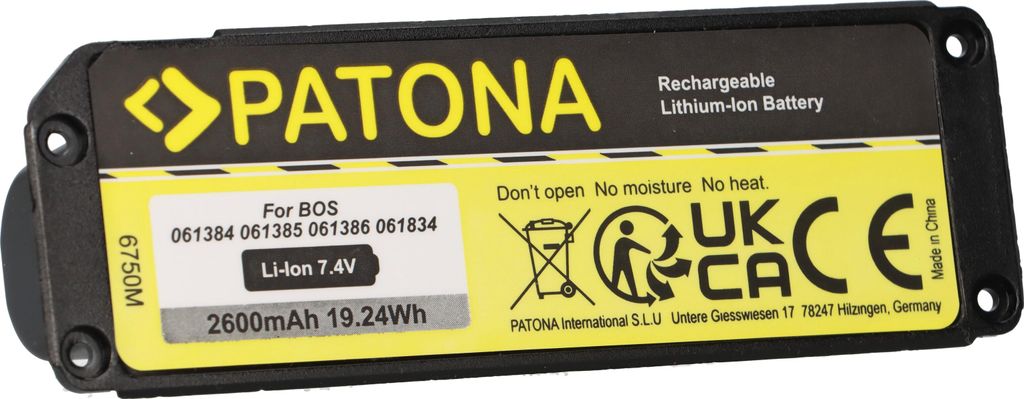 PATONA
Rechargeable
Lithium-Ion Battery
6750M
For BOS
061384 061385 061386 061834
Li-Ion 7.4V
2600mAh 19.24Wh
Don't open No moisture No heat.
UK
CA
CE
Made in China
PATONA International S.L.U Untere Giesswiesen 17 78247 Hilzingen, Germany